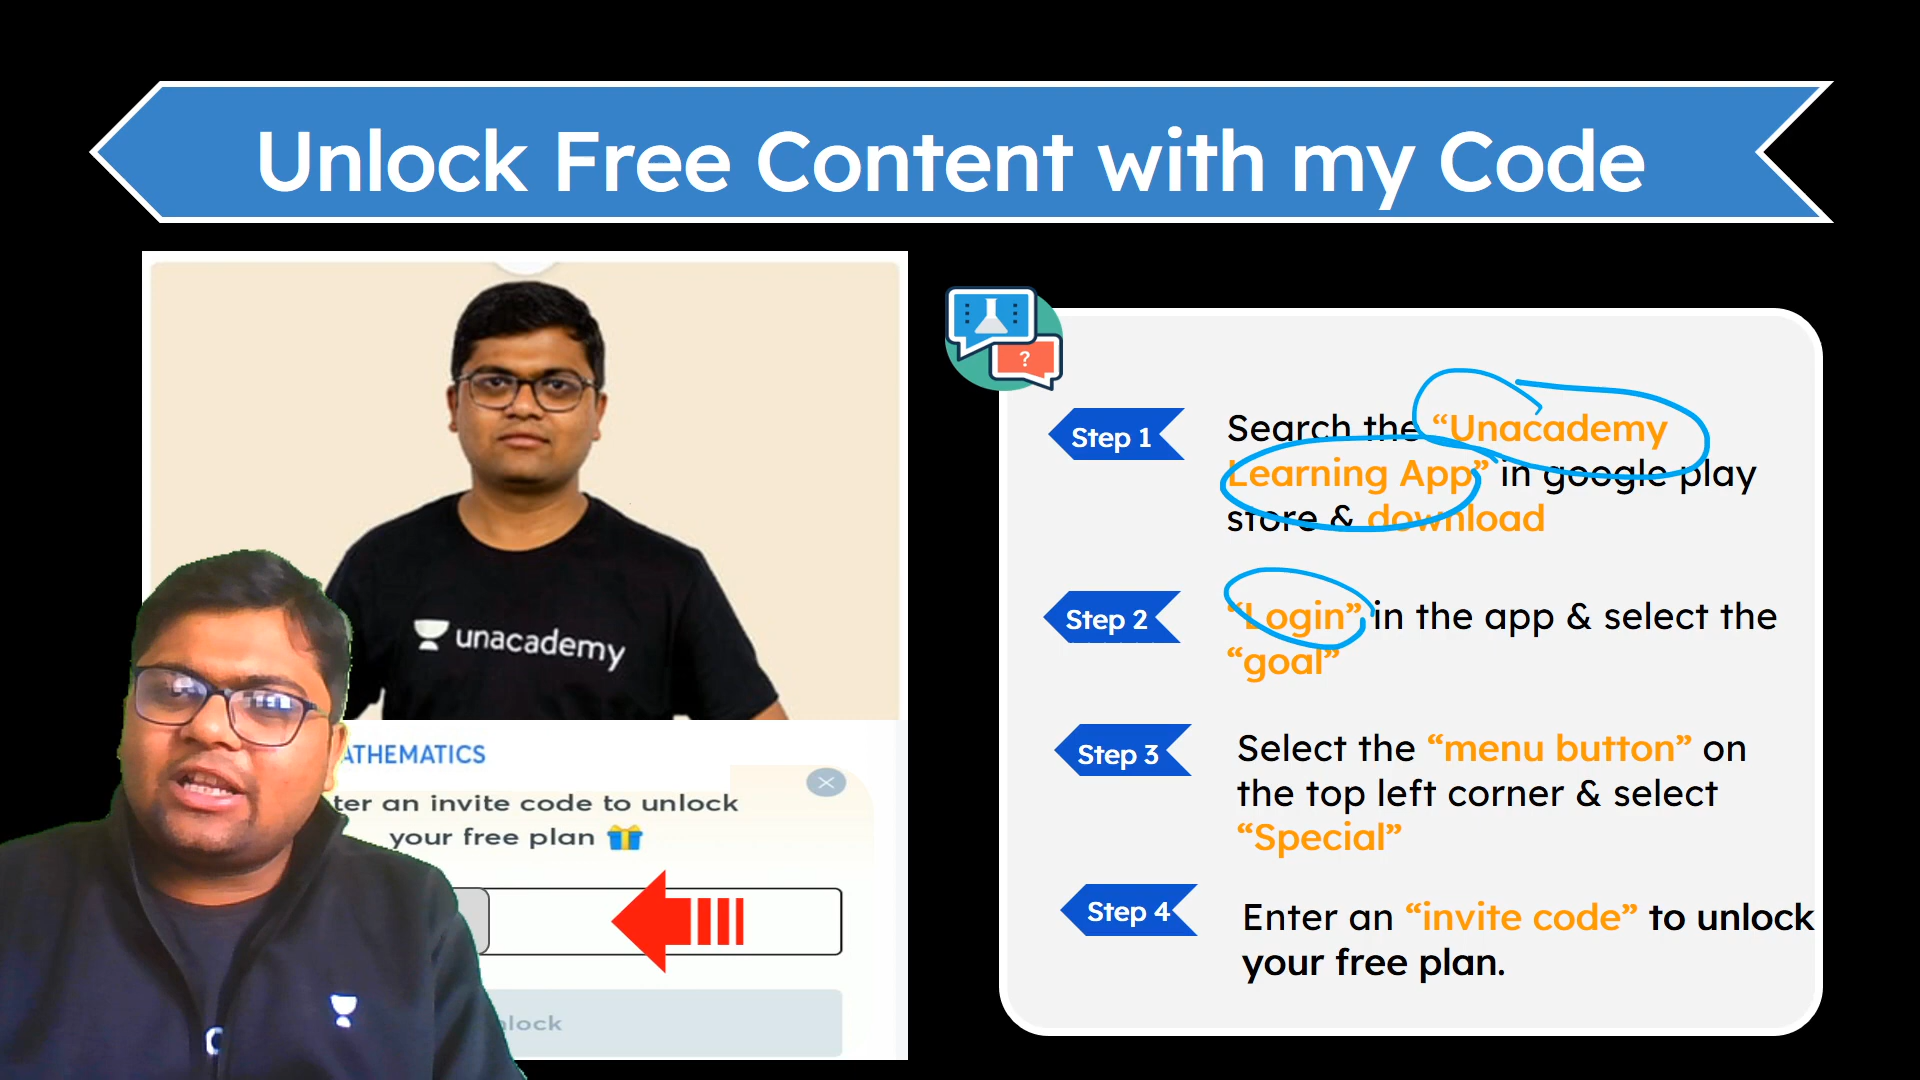 Unlock Free Content with my Code
unacademy
ATHEMATICS
ter an invite code to unlock
your free plan
lock
?
Step 1
Search the “Unacademy
Learning App” in google play
store & download
Step 2
“Login” in the app & select the
“goal”
Step 3
Select the “menu button” on
the top left corner & select
“Special”
Step 4
Enter an “invite code” to unlock
your free plan.